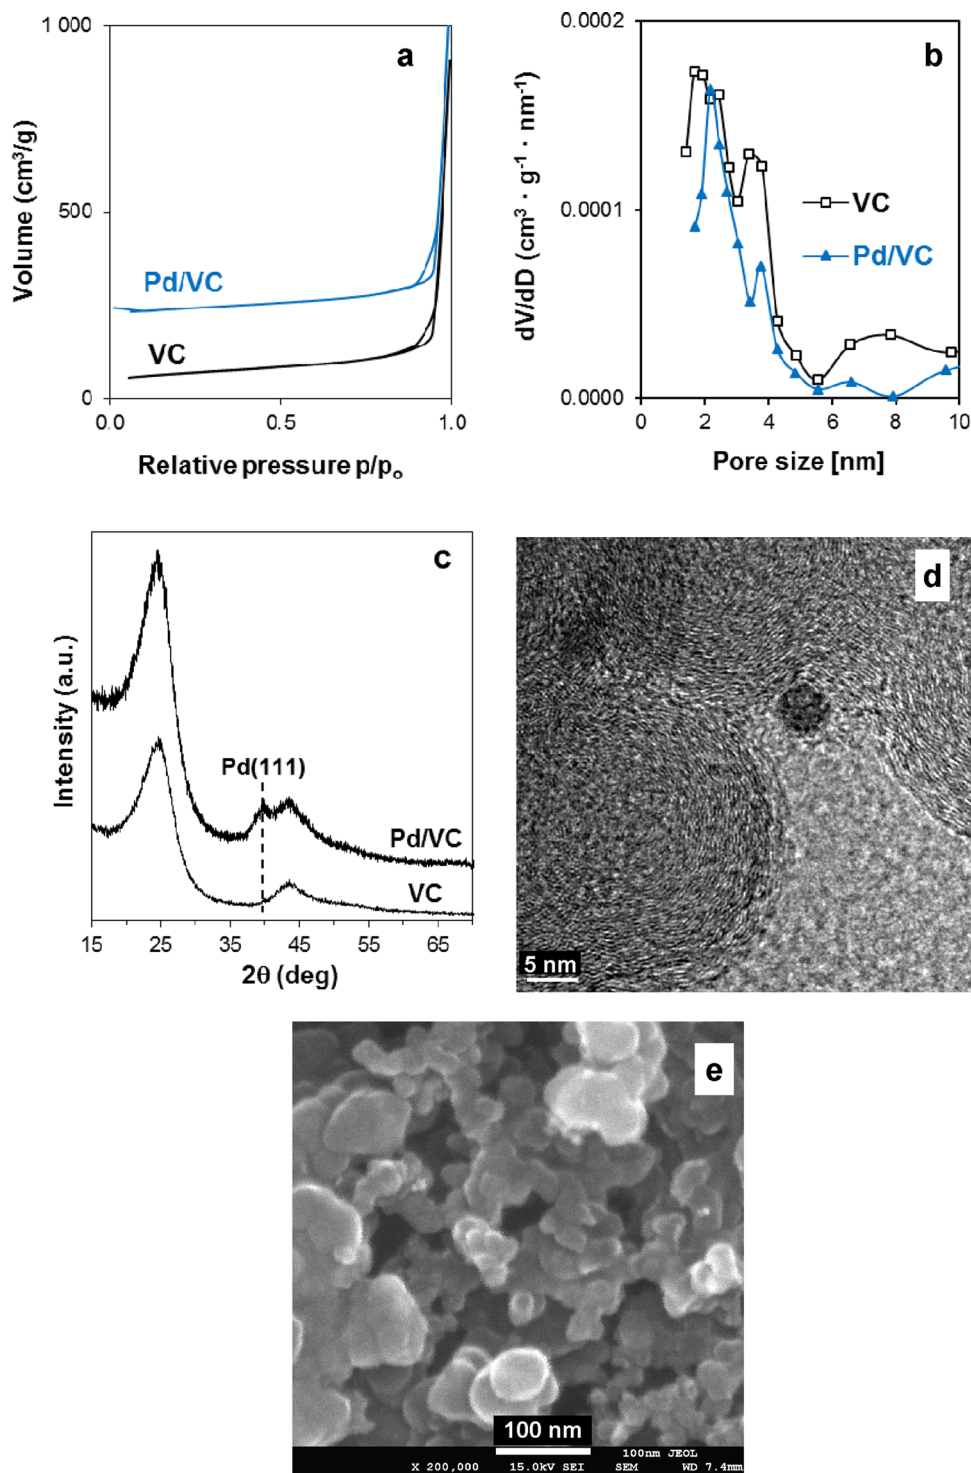 a
1 000
500
0
Volume (cm³/g)
Pd/VC
VC
0.0 0.5 1.0
Relative pressure p/pₒ
b
0.0002
0.0001
0.0000
dV/dD (cm³ · g⁻¹ · nm⁻¹)
VC
Pd/VC
0 2 4 6 8 10
Pore size [nm]
c
Intensity (a.u.)
Pd(111)
Pd/VC
VC
15 25 35 45 55 65
2θ (deg)
d
5 nm
e
100 nm
100nm JEOL
X 200,000 15.0kV SEI SEM WD 7.4mm